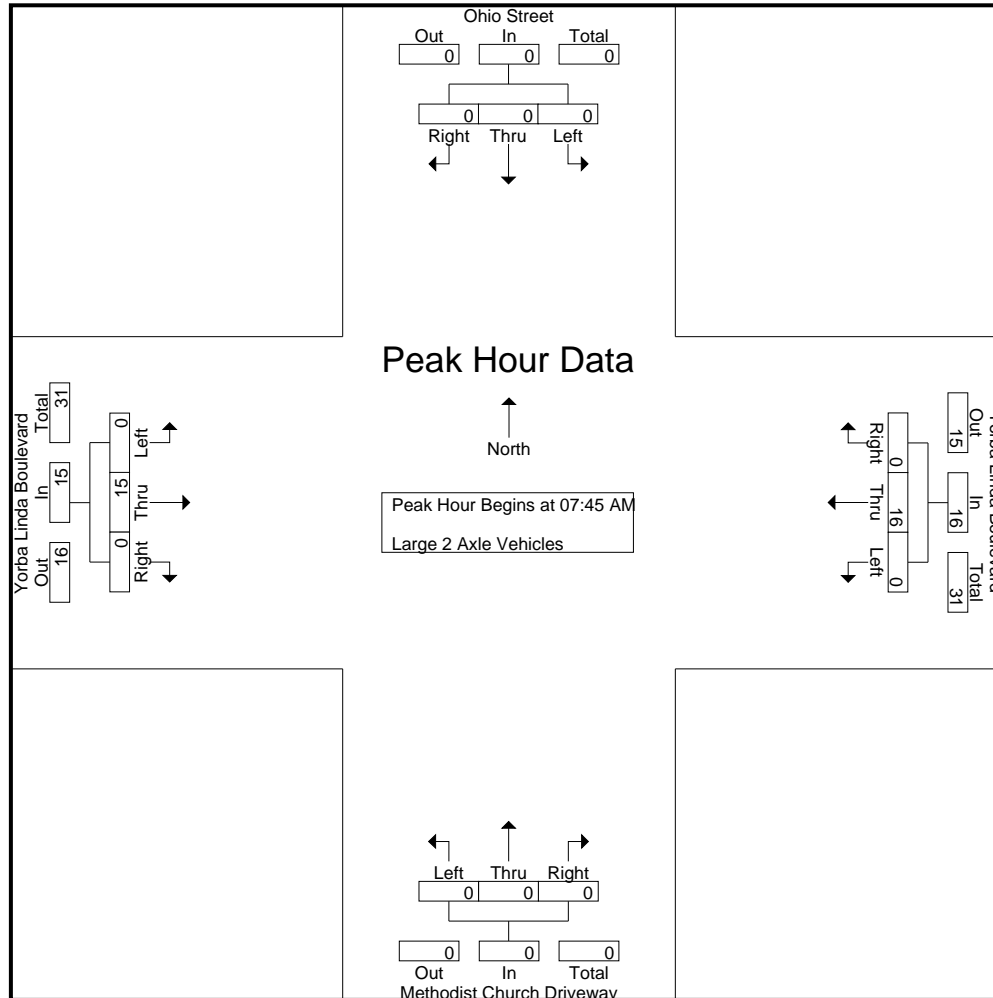 Ohio Street
Out In Total
0 0 0
0 0 0
Right Thru Left
Peak Hour Data
North
Peak Hour Begins at 07:45 AM
Large 2 Axle Vehicles
Yorba Linda Boulevard
Total In Out
31 15 16
0 15 0
Left Thru Right
Right Thru Left
0 16 0
15 16 31
Out In Total
Left Thru Right
0 0 0
0 0 0
Out In Total
Methodist Church Driveway